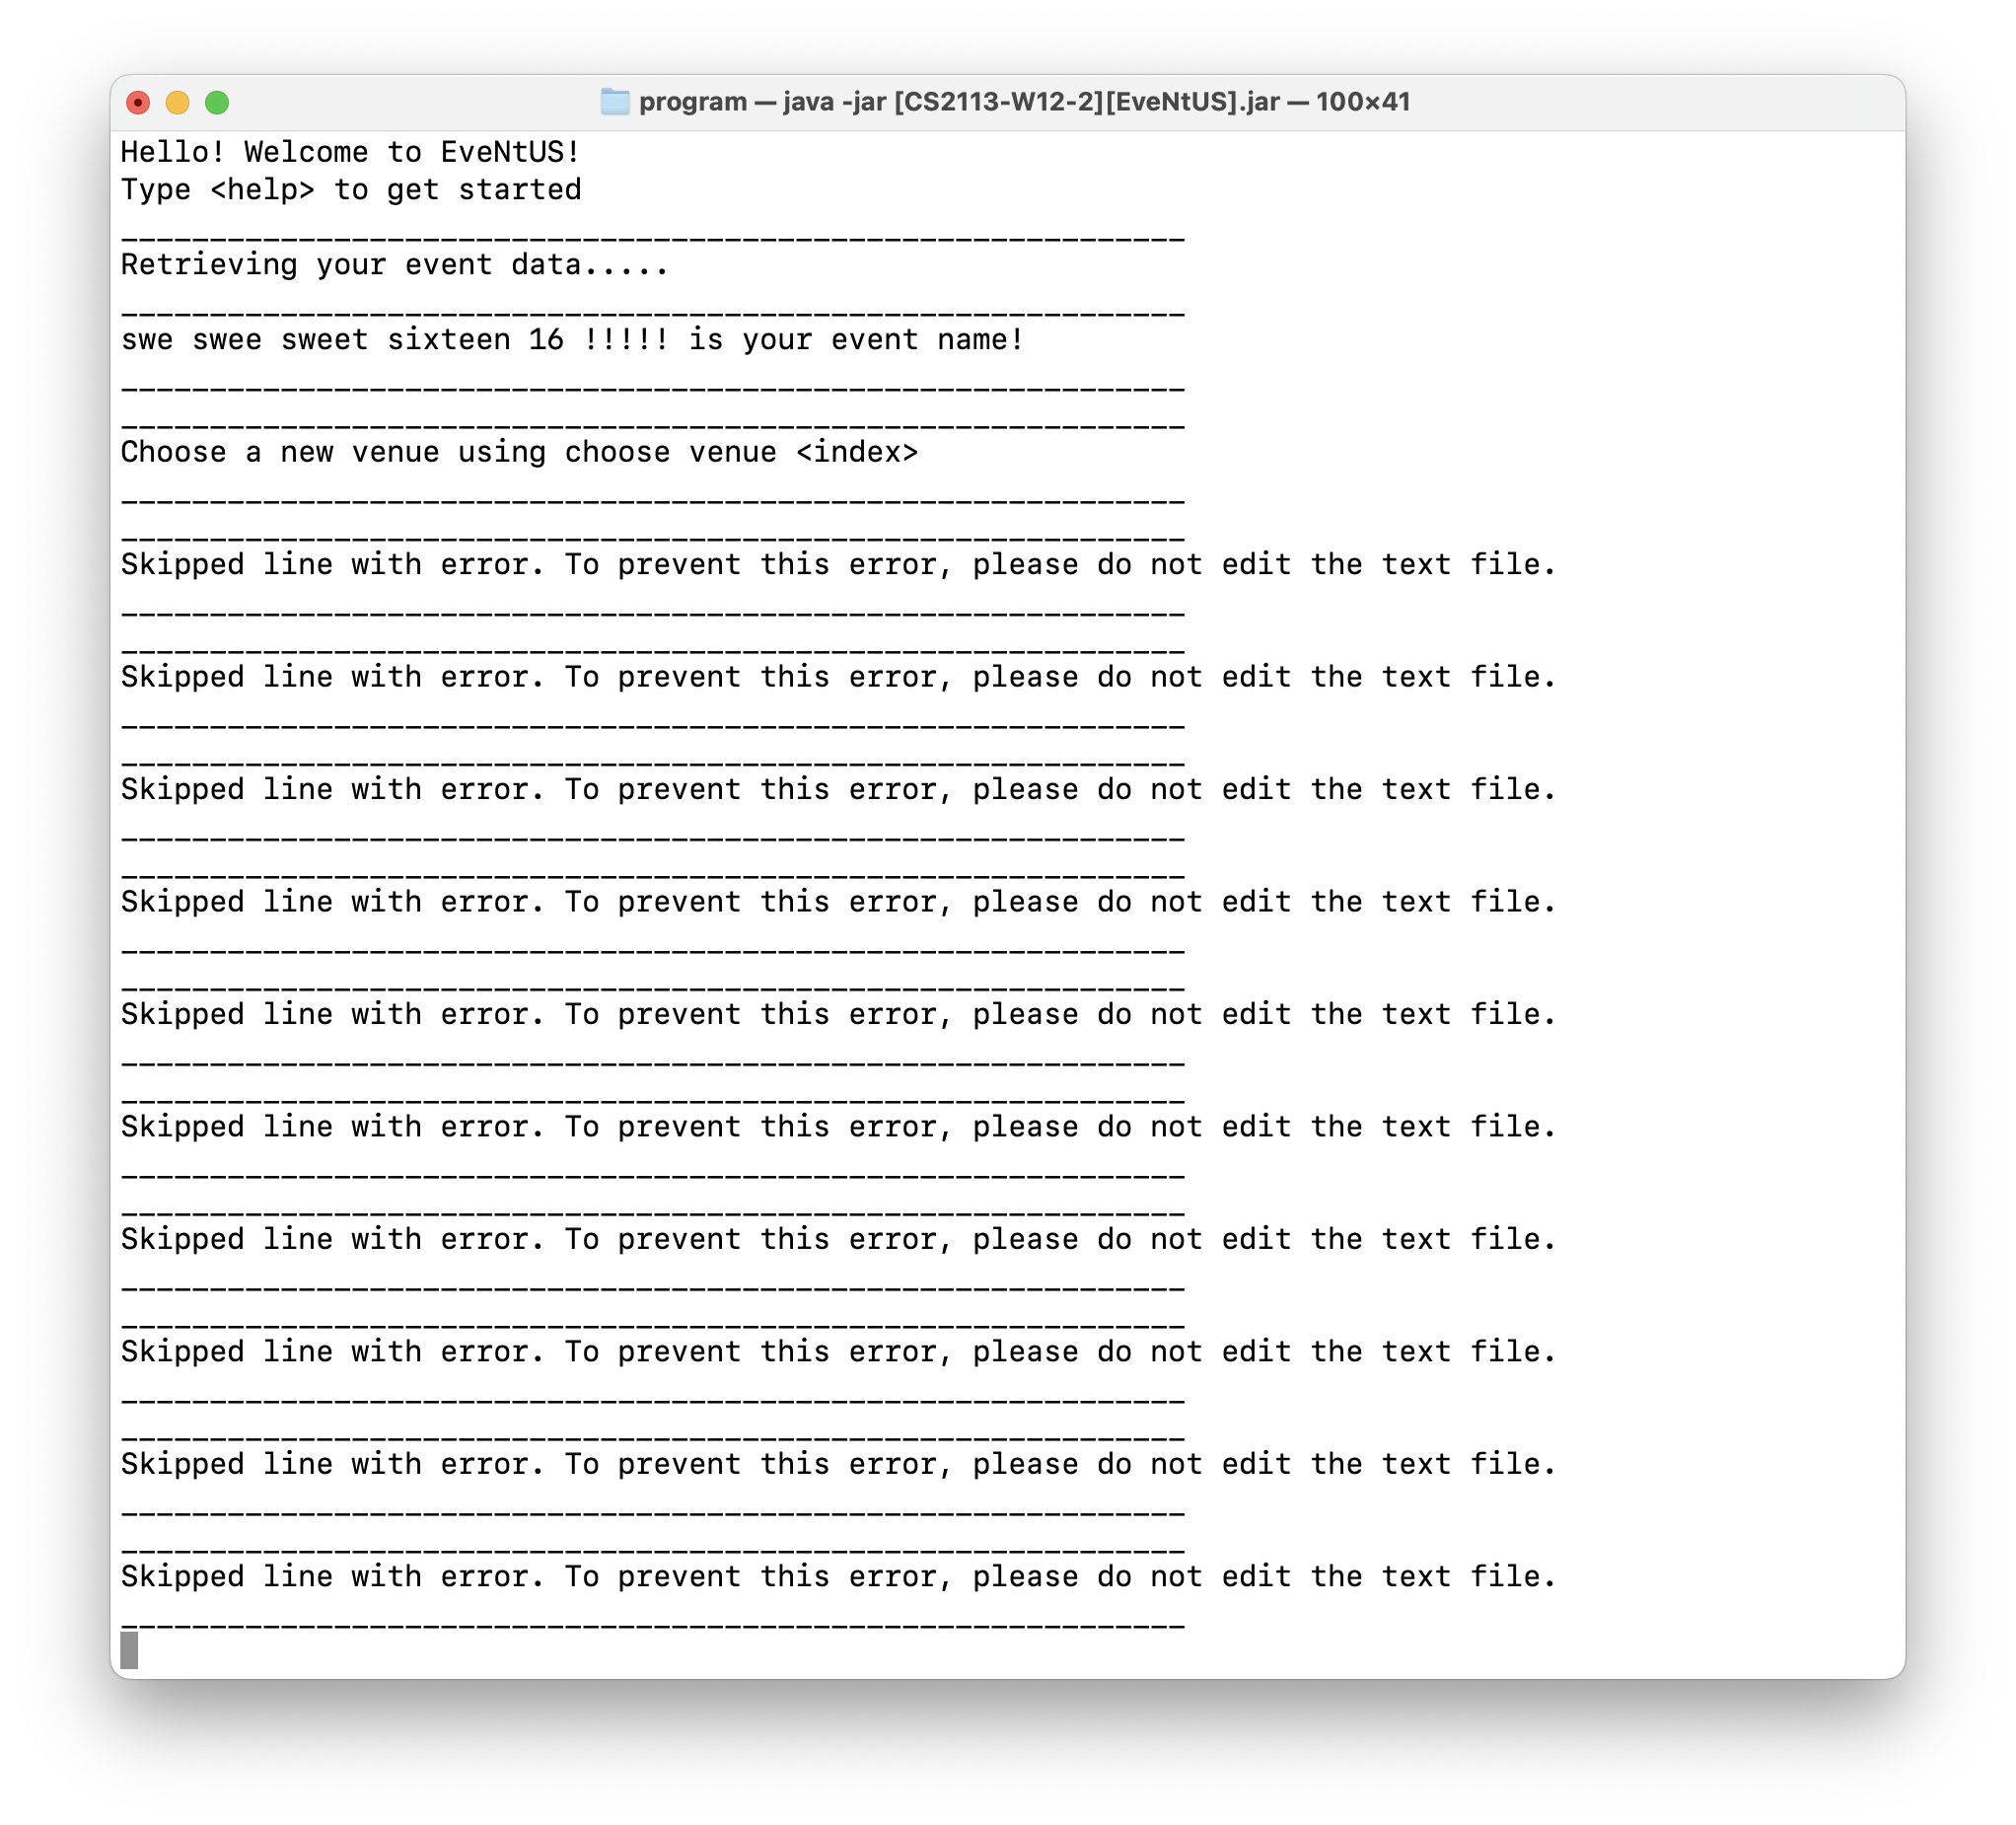 program — java -jar [CS2113-W12-2][EveNtUS].jar — 100×41
Hello! Welcome to EveNtUS!
Type <help> to get started
____________________________________________________________
Retrieving your event data.....
____________________________________________________________
swe swee sweet sixteen 16 !!!!! is your event name!
____________________________________________________________
____________________________________________________________
Choose a new venue using choose venue <index>
____________________________________________________________
____________________________________________________________
Skipped line with error. To prevent this error, please do not edit the text file.
____________________________________________________________
____________________________________________________________
Skipped line with error. To prevent this error, please do not edit the text file.
____________________________________________________________
____________________________________________________________
Skipped line with error. To prevent this error, please do not edit the text file.
____________________________________________________________
____________________________________________________________
Skipped line with error. To prevent this error, please do not edit the text file.
____________________________________________________________
____________________________________________________________
Skipped line with error. To prevent this error, please do not edit the text file.
____________________________________________________________
____________________________________________________________
Skipped line with error. To prevent this error, please do not edit the text file.
____________________________________________________________
____________________________________________________________
Skipped line with error. To prevent this error, please do not edit the text file.
____________________________________________________________
____________________________________________________________
Skipped line with error. To prevent this error, please do not edit the text file.
____________________________________________________________
____________________________________________________________
Skipped line with error. To prevent this error, please do not edit the text file.
____________________________________________________________
____________________________________________________________
Skipped line with error. To prevent this error, please do not edit the text file.
____________________________________________________________